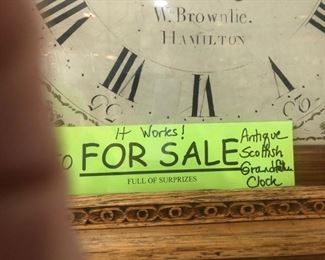 W. Brownlie.
HAMILTON
It Works!
FOR SALE
FULL OF SURPRIZES
Antique
Scottish
Grandfather
Clock